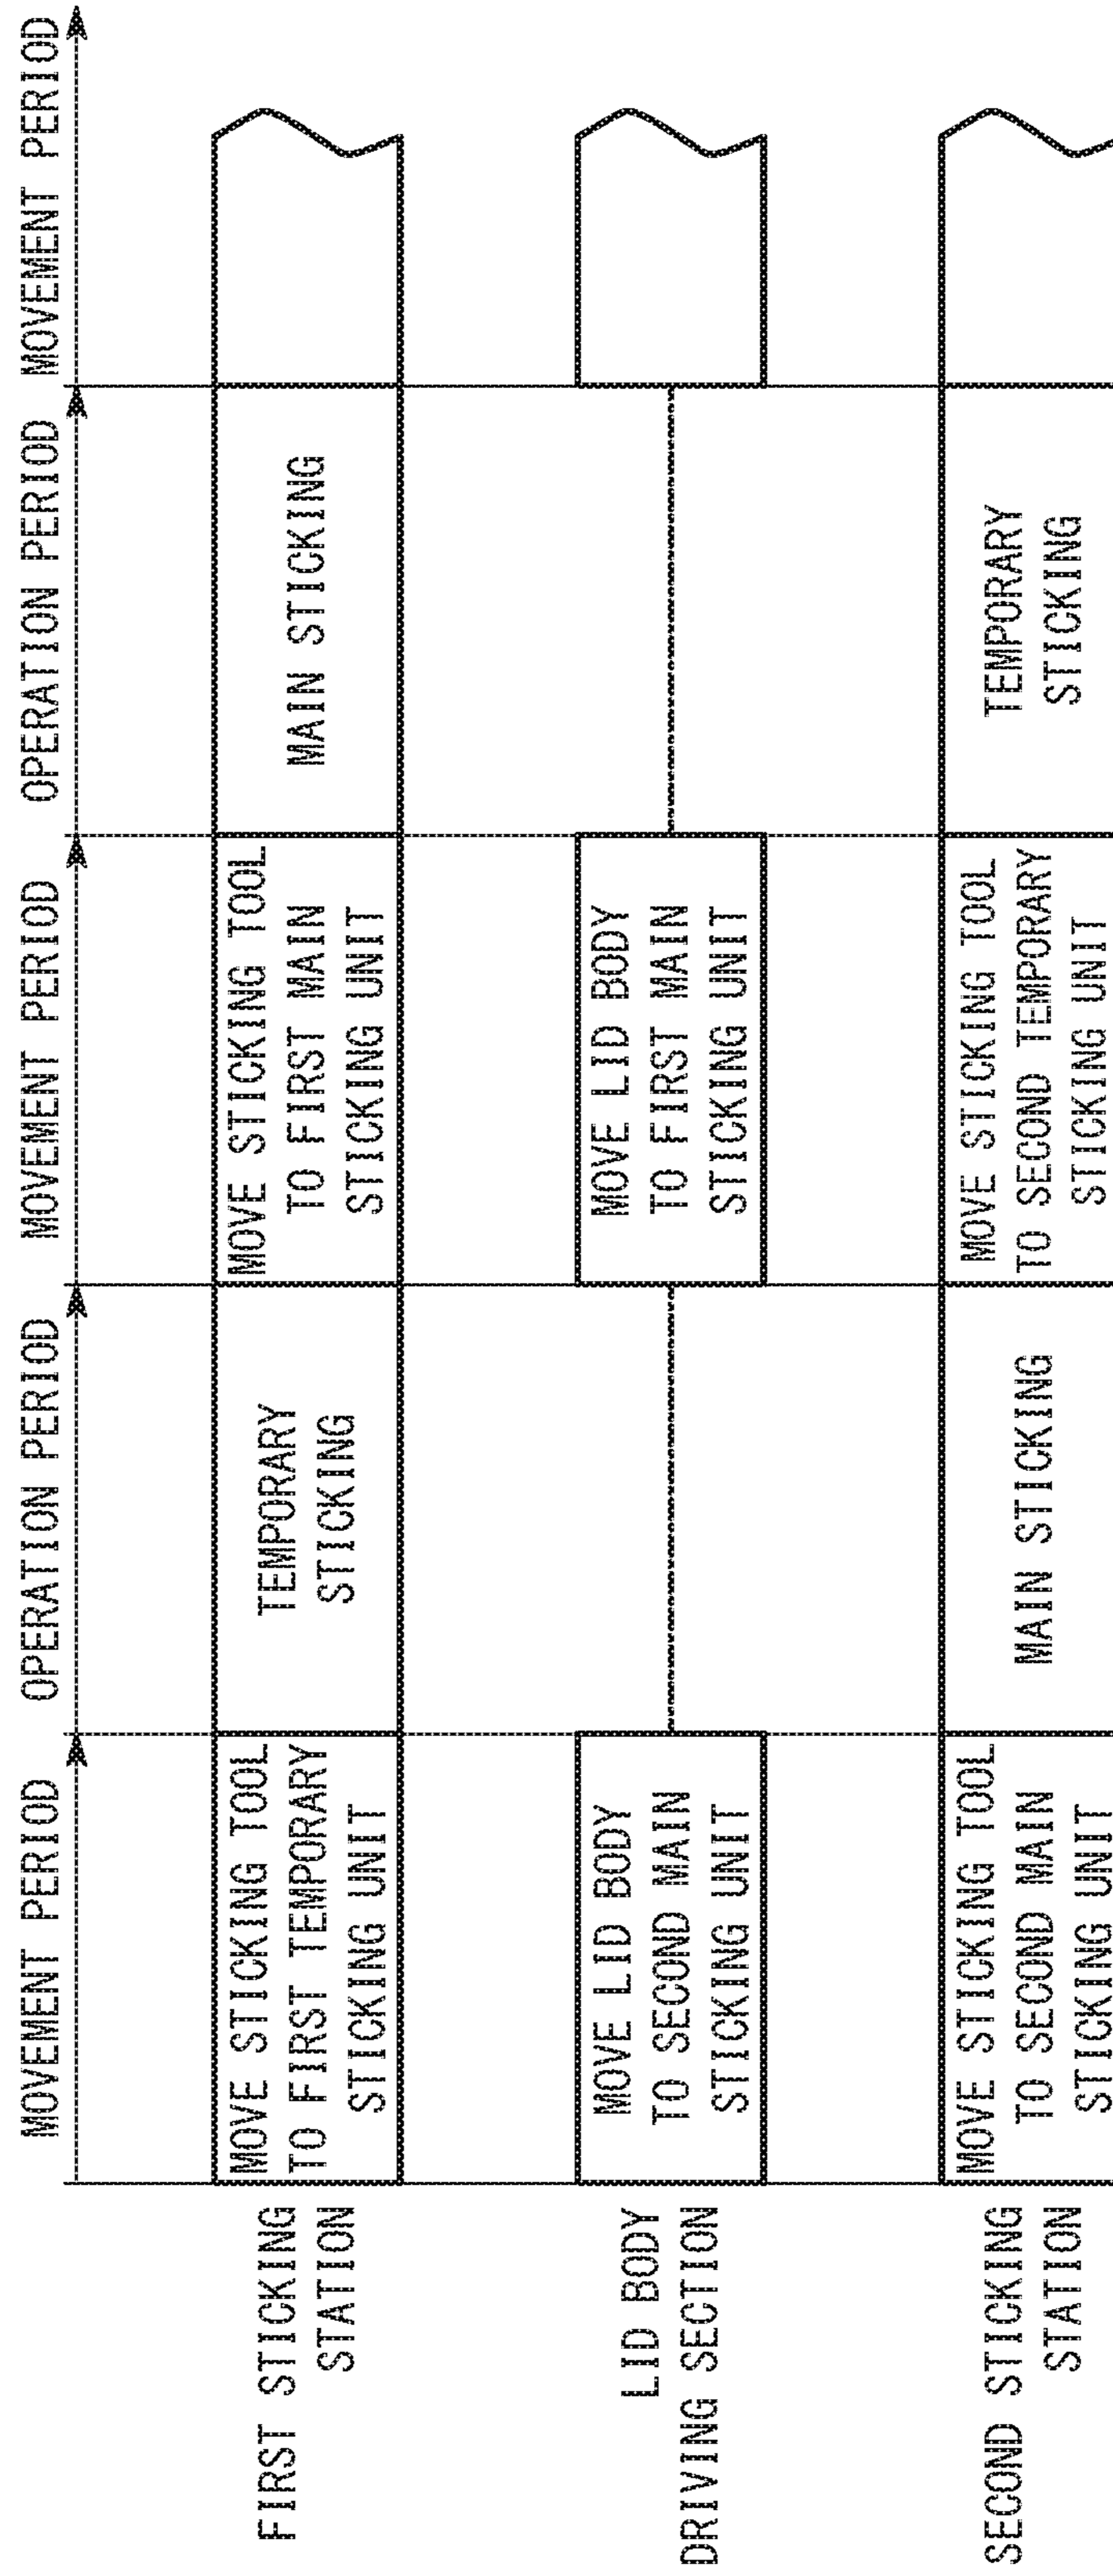 MOVEMENT PERIOD
OPERATION PERIOD
MOVEMENT PERIOD
OPERATION PERIOD
MOVEMENT PERIOD
FIRST STICKING
STATION
MOVE STICKING TOOL
TO FIRST TEMPORARY
STICKING UNIT
TEMPORARY
STICKING
MOVE STICKING TOOL
TO FIRST MAIN
STICKING UNIT
MAIN STICKING
LID BODY
DRIVING SECTION
MOVE LID BODY
TO SECOND MAIN
STICKING UNIT
MOVE LID BODY
TO FIRST MAIN
STICKING UNIT
SECOND STICKING
STATION
MOVE STICKING TOOL
TO SECOND MAIN
STICKING UNIT
MAIN STICKING
MOVE STICKING TOOL
TO SECOND TEMPORARY
STICKING UNIT
TEMPORARY
STICKING